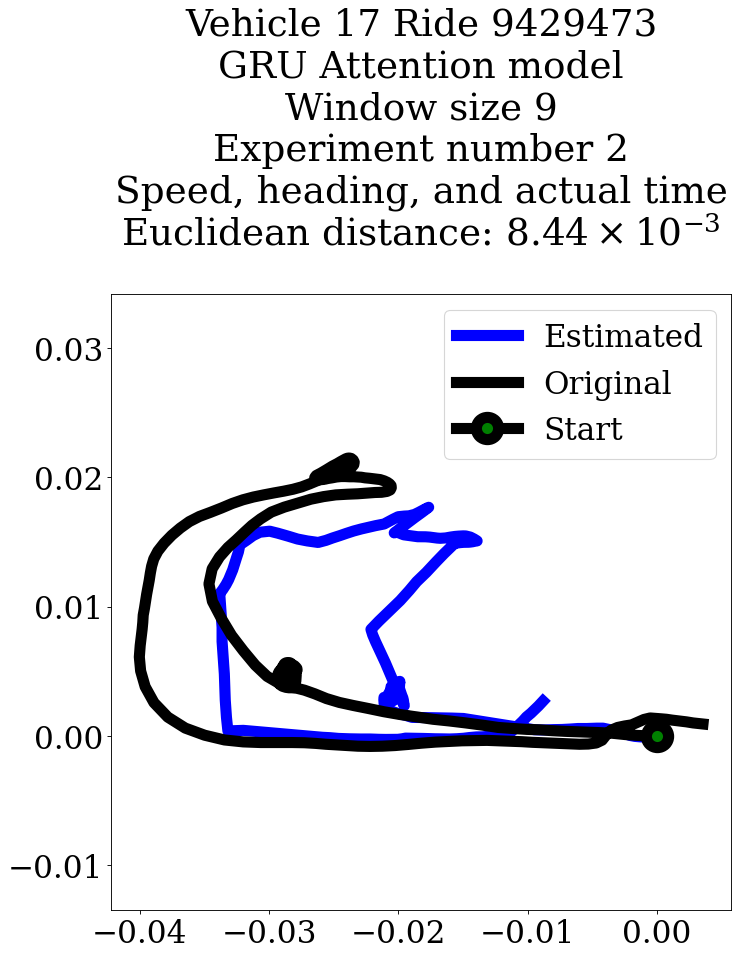 Vehicle 17 Ride 9429473
GRU Attention model
Window size 9
Experiment number 2
Speed, heading, and actual time
Euclidean distance: 8.44 × 10⁻³
Estimated
Original
Start
0.03
0.02
0.01
0.00
−0.01
−0.04 −0.03 −0.02 −0.01 0.00